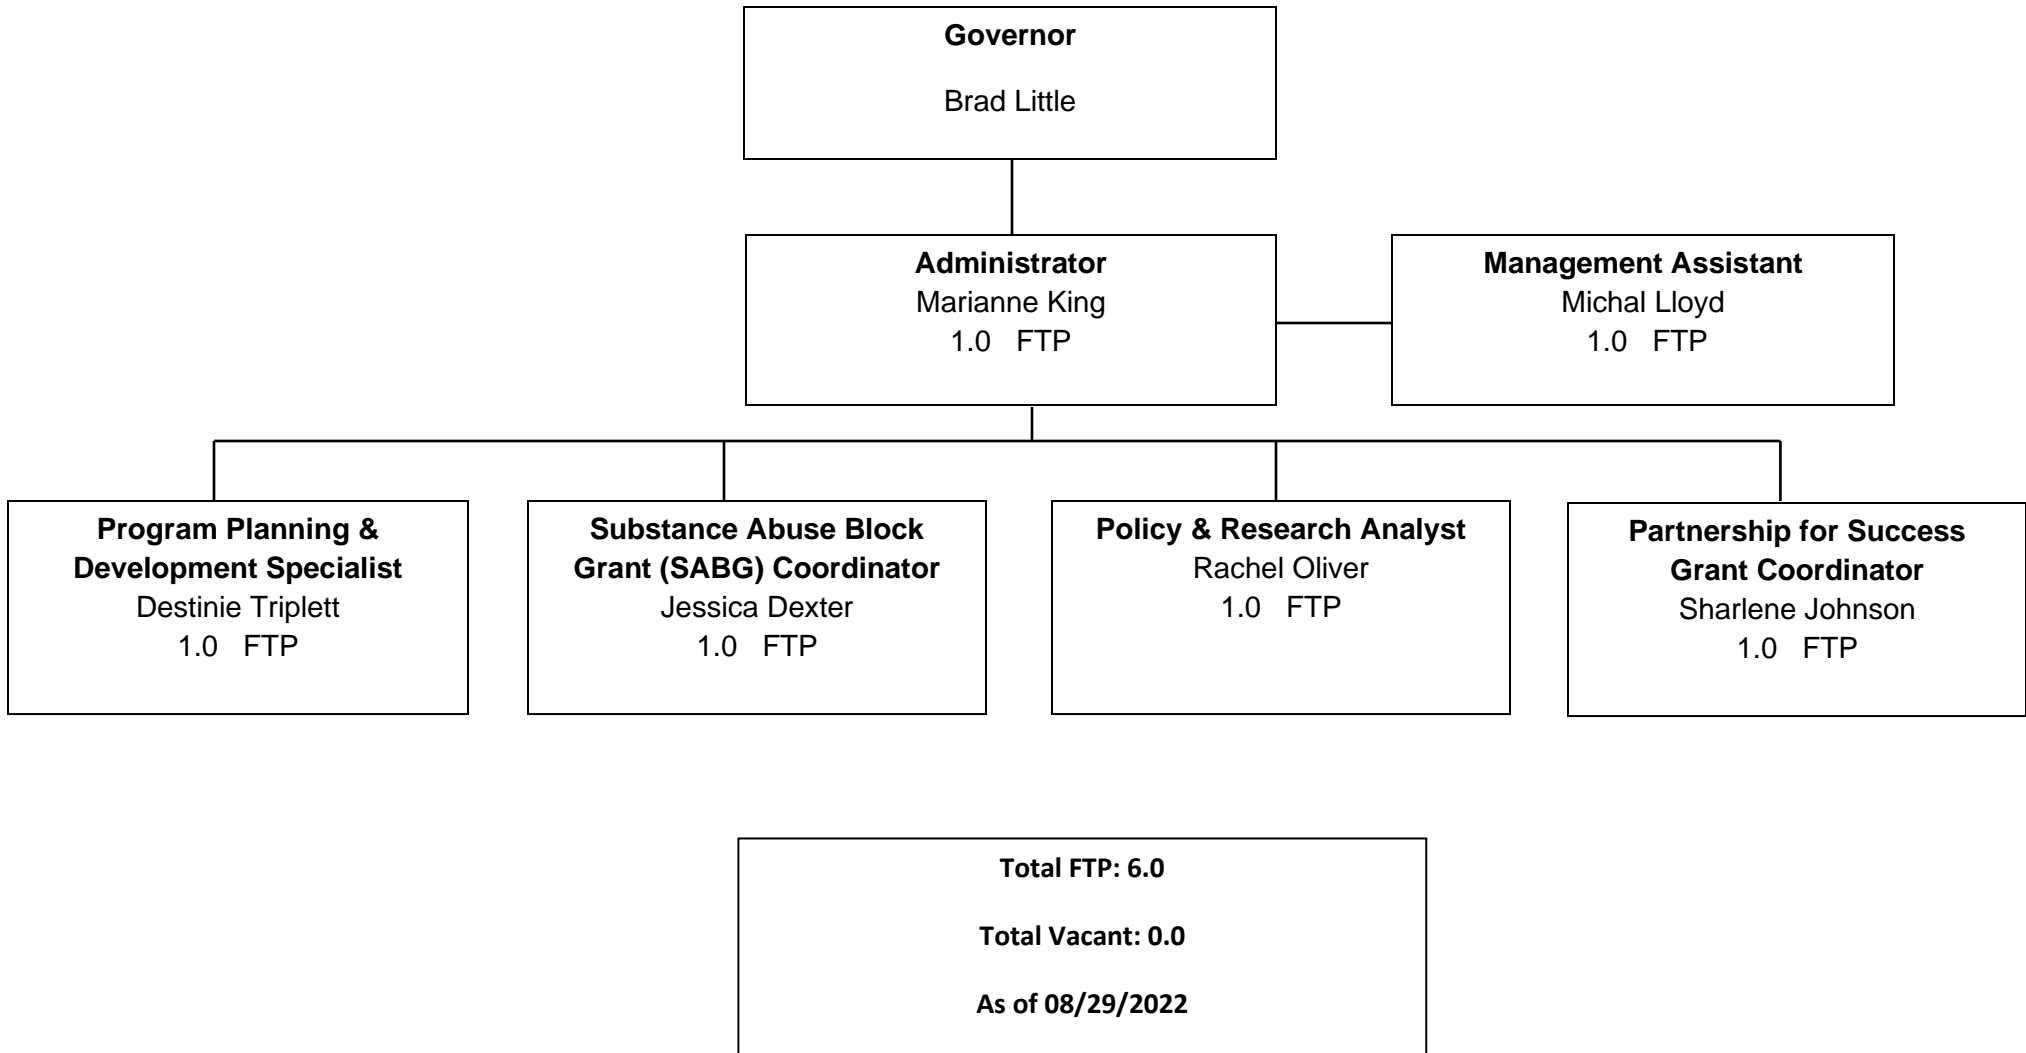 Governor
Brad Little
Administrator
Marianne King
1.0 FTP
Management Assistant
Michal Lloyd
1.0 FTP
Program Planning &
Development Specialist
Destinie Triplett
1.0 FTP
Substance Abuse Block
Grant (SABG) Coordinator
Jessica Dexter
1.0 FTP
Policy & Research Analyst
Rachel Oliver
1.0 FTP
Partnership for Success
Grant Coordinator
Sharlene Johnson
1.0 FTP
Total FTP: 6.0
Total Vacant: 0.0
As of 08/29/2022